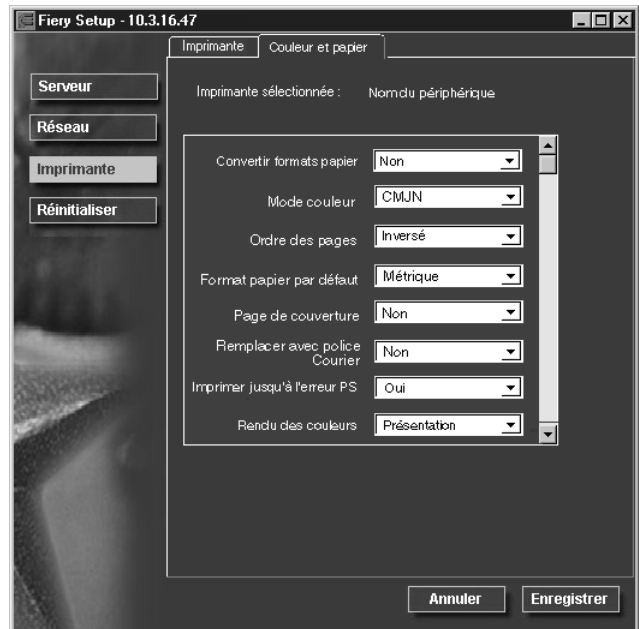 Fiery Setup - 10.3.16.47
Imprimante
Couleur et papier
Serveur
Réseau
Imprimante
Réinitialiser
Imprimante sélectionnée : Nom du périphérique
Convertir formats papier Non
Mode couleur CMJN
Ordre des pages Inversé
Format papier par défaut Métrique
Page de couverture Non
Remplacer avec police
Courier Non
Imprimer jusqu'à l'erreur PS Oui
Rendu des couleurs Présentation
Annuler
Enregistrer